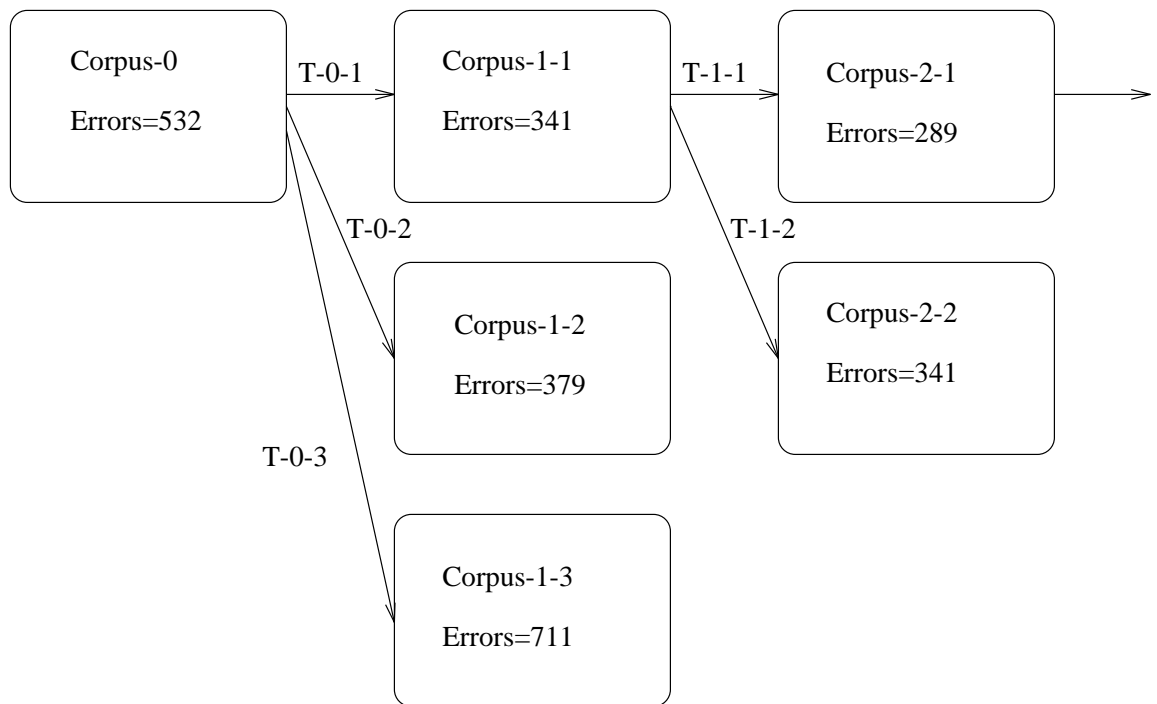 Corpus-0
Errors=532
T-0-1
Corpus-1-1
Errors=341
T-1-1
Corpus-2-1
Errors=289
T-0-2
T-1-2
Corpus-1-2
Errors=379
Corpus-2-2
Errors=341
T-0-3
Corpus-1-3
Errors=711